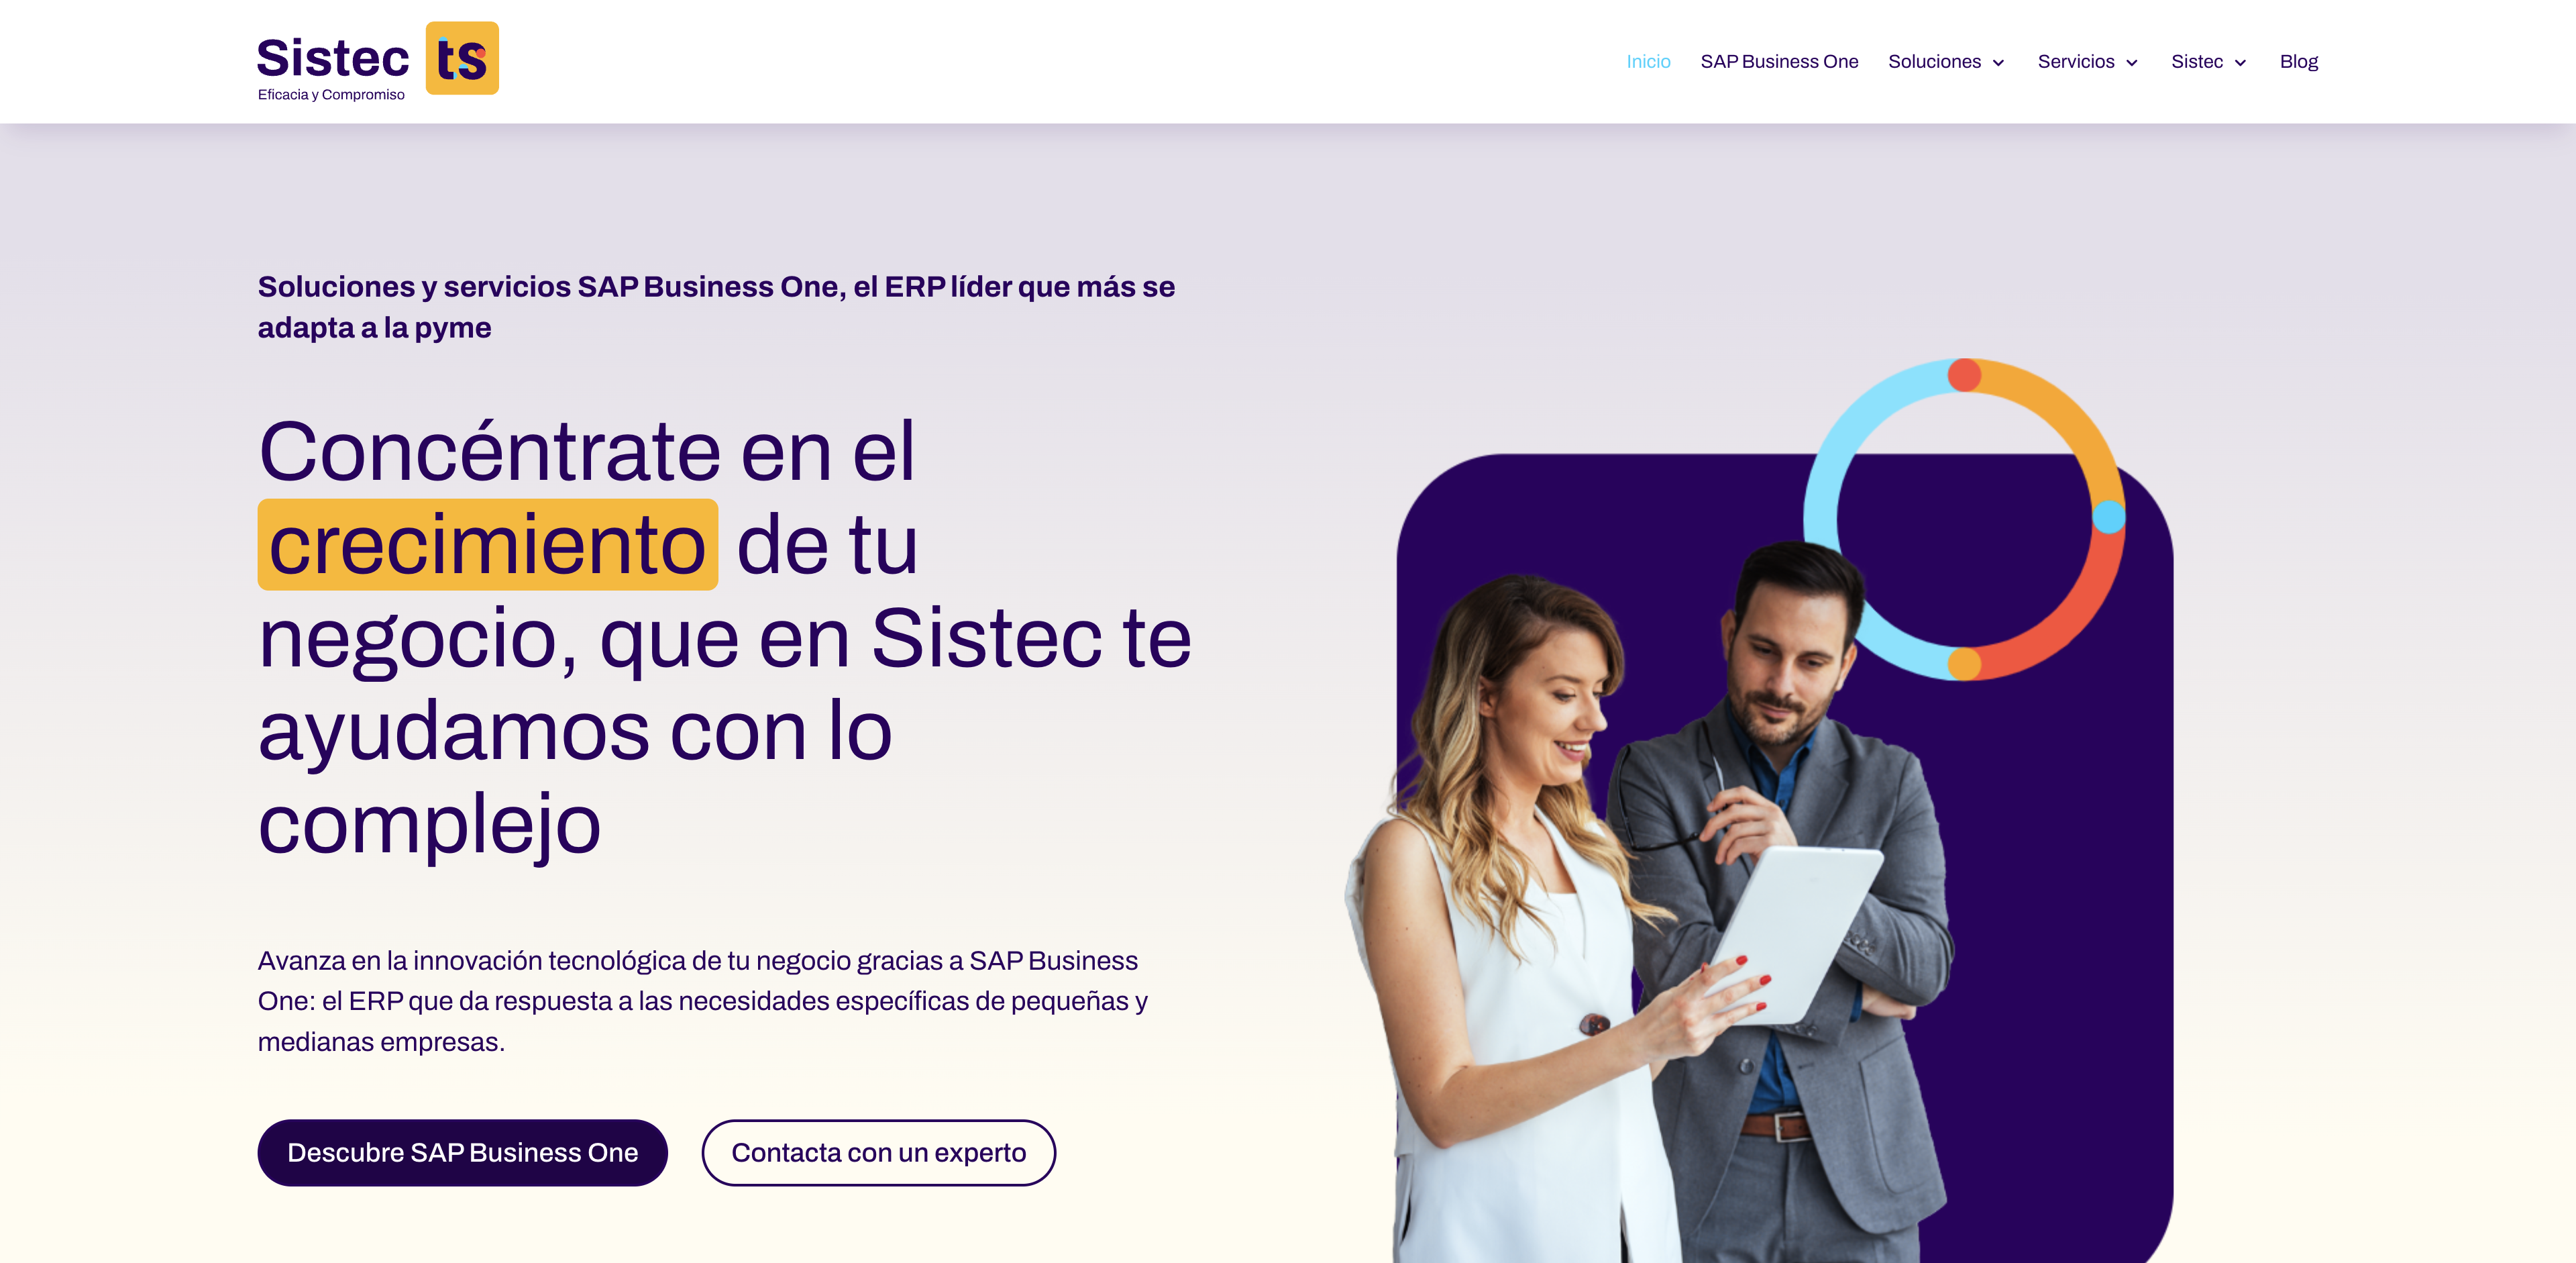 Sistec ts
Eficacia y Compromiso
Inicio SAP Business One Soluciones Servicios Sistec Blog
Soluciones y servicios SAP Business One, el ERP líder que más se
adapta a la pyme
Concéntrate en el
crecimiento de tu
negocio, que en Sistec te
ayudamos con lo
complejo
Avanza en la innovación tecnológica de tu negocio gracias a SAP Business
One: el ERP que da respuesta a las necesidades específicas de pequeñas y
medianas empresas.
Descubre SAP Business One
Contacta con un experto